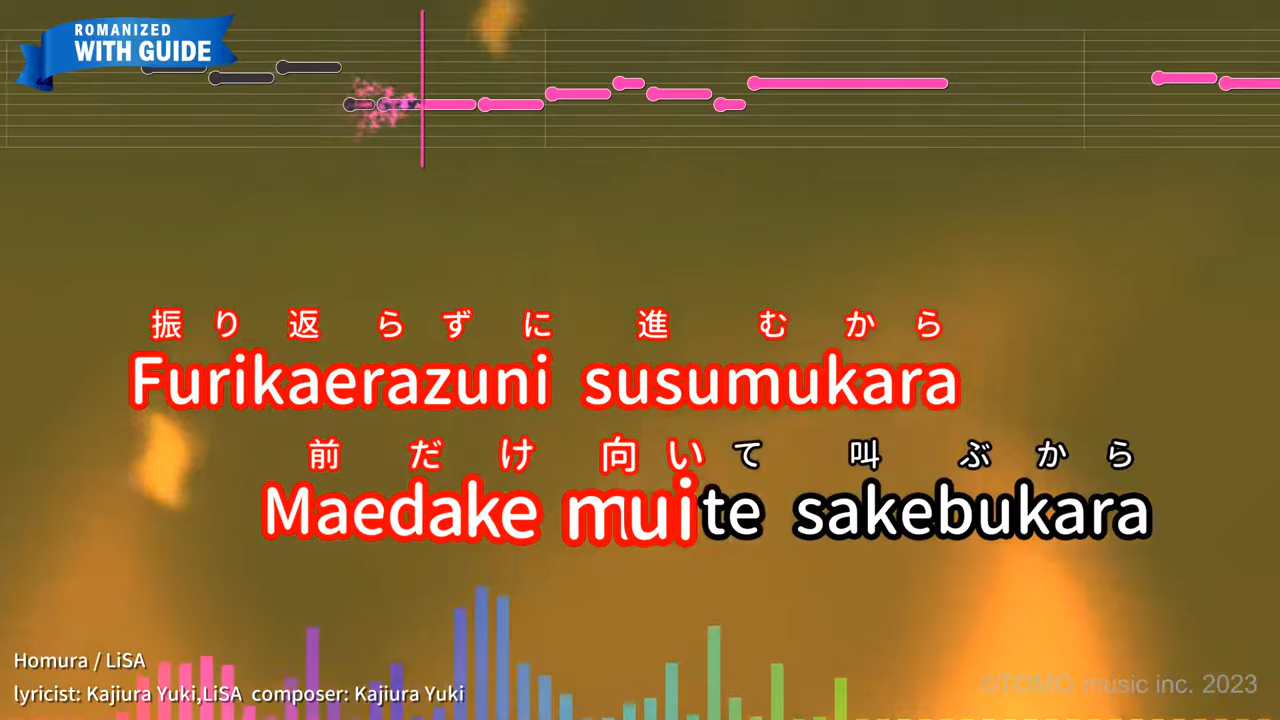 ROMANIZED
WITH GUIDE
振り返らずに 進むから
Furikaerazuni susumukara
前だけ向いて 叫ぶから
Maedake muite sakebukara
Homura / LiSA
lyricist: Kajiura Yuki,LiSA composer: Kajiura Yuki
©TOMO music inc. 2023